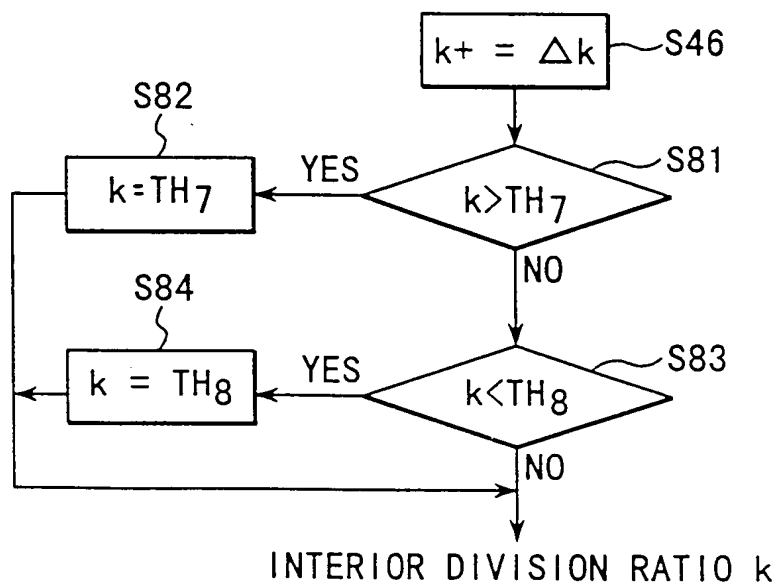 k+ = Δk
S46
S82
S81
k=TH7
YES
k>TH7
NO
S84
S83
k = TH8
YES
k<TH8
NO
INTERIOR DIVISION RATIO k